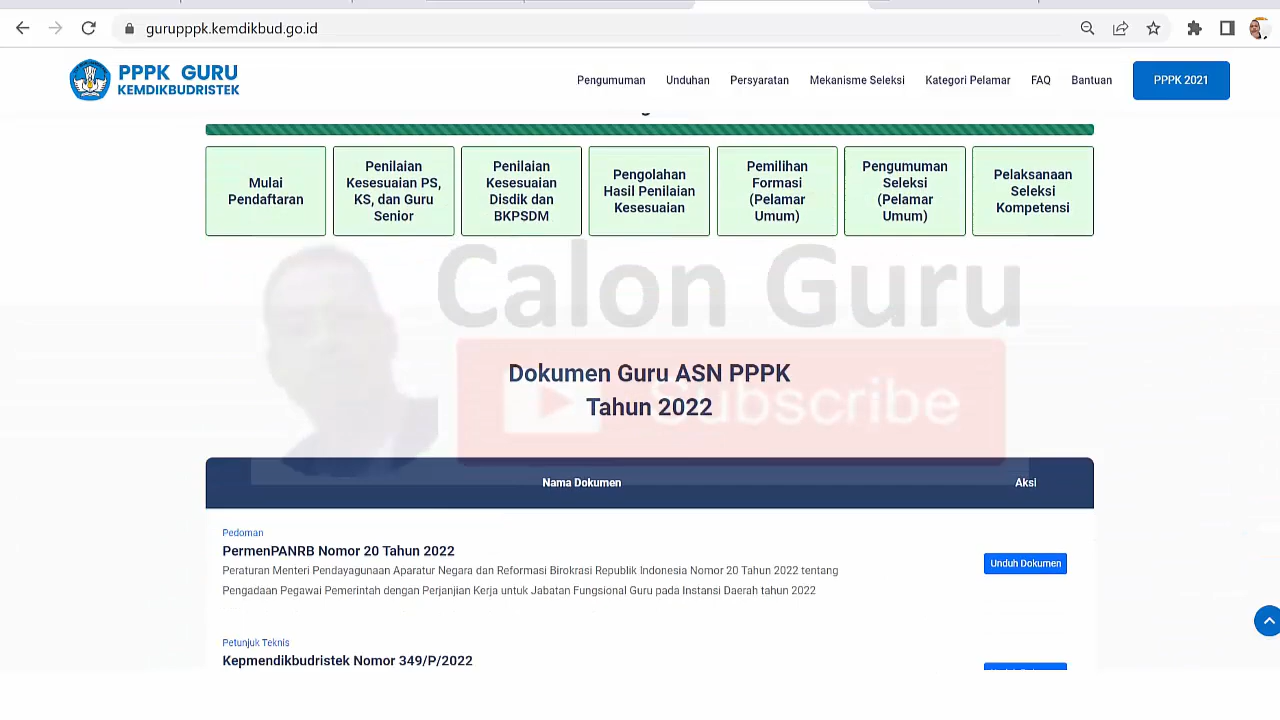 gurupppk.kemdikbud.go.id
PPPK GURU
KEMDIKBUDRISTEK
Pengumuman
Unduhan
Persyaratan
Mekanisme Seleksi
Kategori Pelamar
FAQ
Bantuan
PPPK 2021
Mulai
Pendaftaran
Penilaian
Kesesuaian PS,
KS, dan Guru
Senior
Penilaian
Kesesuaian
Disdik dan
BKPSDM
Pengolahan
Hasil Penilaian
Kesesuaian
Pemilihan
Formasi
(Pelamar
Umum)
Pengumuman
Seleksi
(Pelamar
Umum)
Pelaksanaan
Seleksi
Kompetensi
Calon Guru
Subscribe
Dokumen Guru ASN PPPK
Tahun 2022
Nama Dokumen
Aksi
Pedoman
PermenPANRB Nomor 20 Tahun 2022
Peraturan Menteri Pendayagunaan Aparatur Negara dan Reformasi Birokrasi Republik Indonesia Nomor 20 Tahun 2022 tentang
Pengadaan Pegawai Pemerintah dengan Perjanjian Kerja untuk Jabatan Fungsional Guru pada Instansi Daerah tahun 2022
Unduh Dokumen
Petunjuk Teknis
Kepmendikbudristek Nomor 349/P/2022